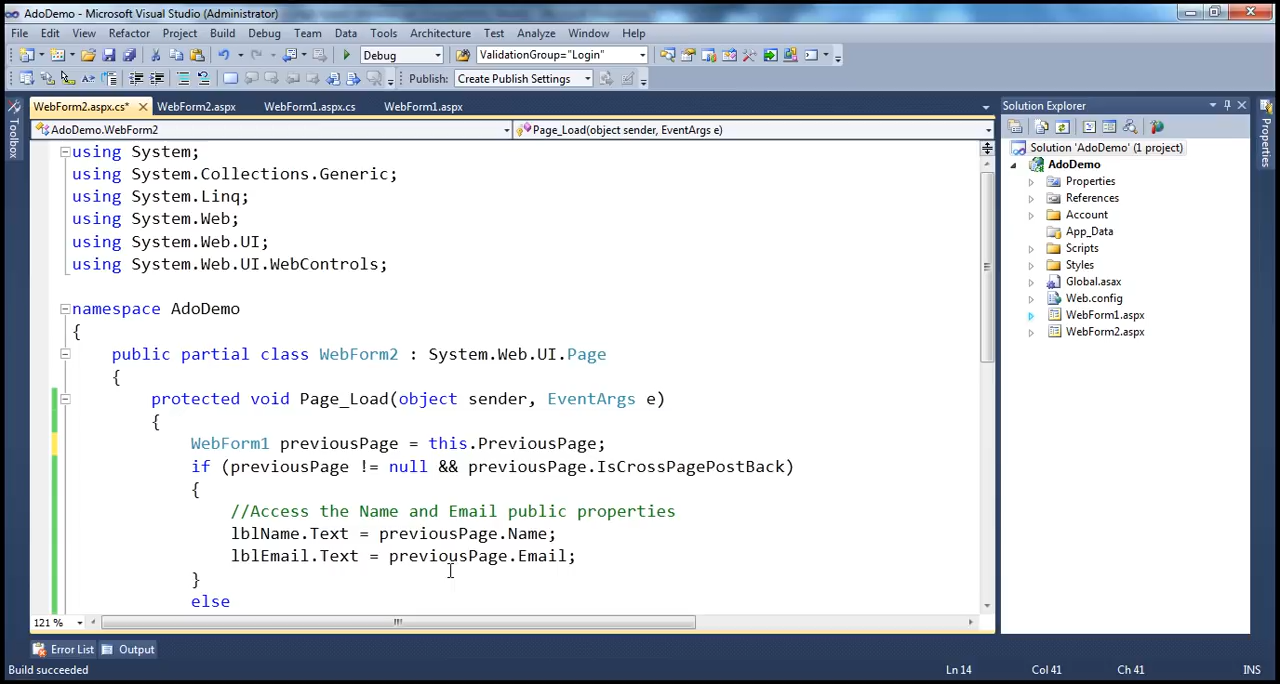 AdoDemo - Microsoft Visual Studio (Administrator)
File Edit View Refactor Project Build Debug Team Data Tools Architecture Test Analyze Window Help
Debug ValidationGroup="Login"
Publish: Create Publish Settings
WebForm2.aspx.cs* WebForm2.aspx WebForm1.aspx.cs WebForm1.aspx
AdoDemo.WebForm2 Page_Load(object sender, EventArgs e)
Toolbox
using System;
using System.Collections.Generic;
using System.Linq;
using System.Web;
using System.Web.UI;
using System.Web.UI.WebControls;
namespace AdoDemo
{
public partial class WebForm2 : System.Web.UI.Page
{
protected void Page_Load(object sender, EventArgs e)
{
WebForm1 previousPage = this.PreviousPage;
if (previousPage != null && previousPage.IsCrossPagePostBack)
{
//Access the Name and Email public properties
lblName.Text = previousPage.Name;
lblEmail.Text = previousPage.Email;
}
else
121 %
Solution Explorer
Solution 'AdoDemo' (1 project)
AdoDemo
Properties
References
Account
App_Data
Scripts
Styles
Global.asax
Web.config
WebForm1.aspx
WebForm2.aspx
Properties
Error List Output
Build succeeded Ln 14 Col 41 Ch 41 INS